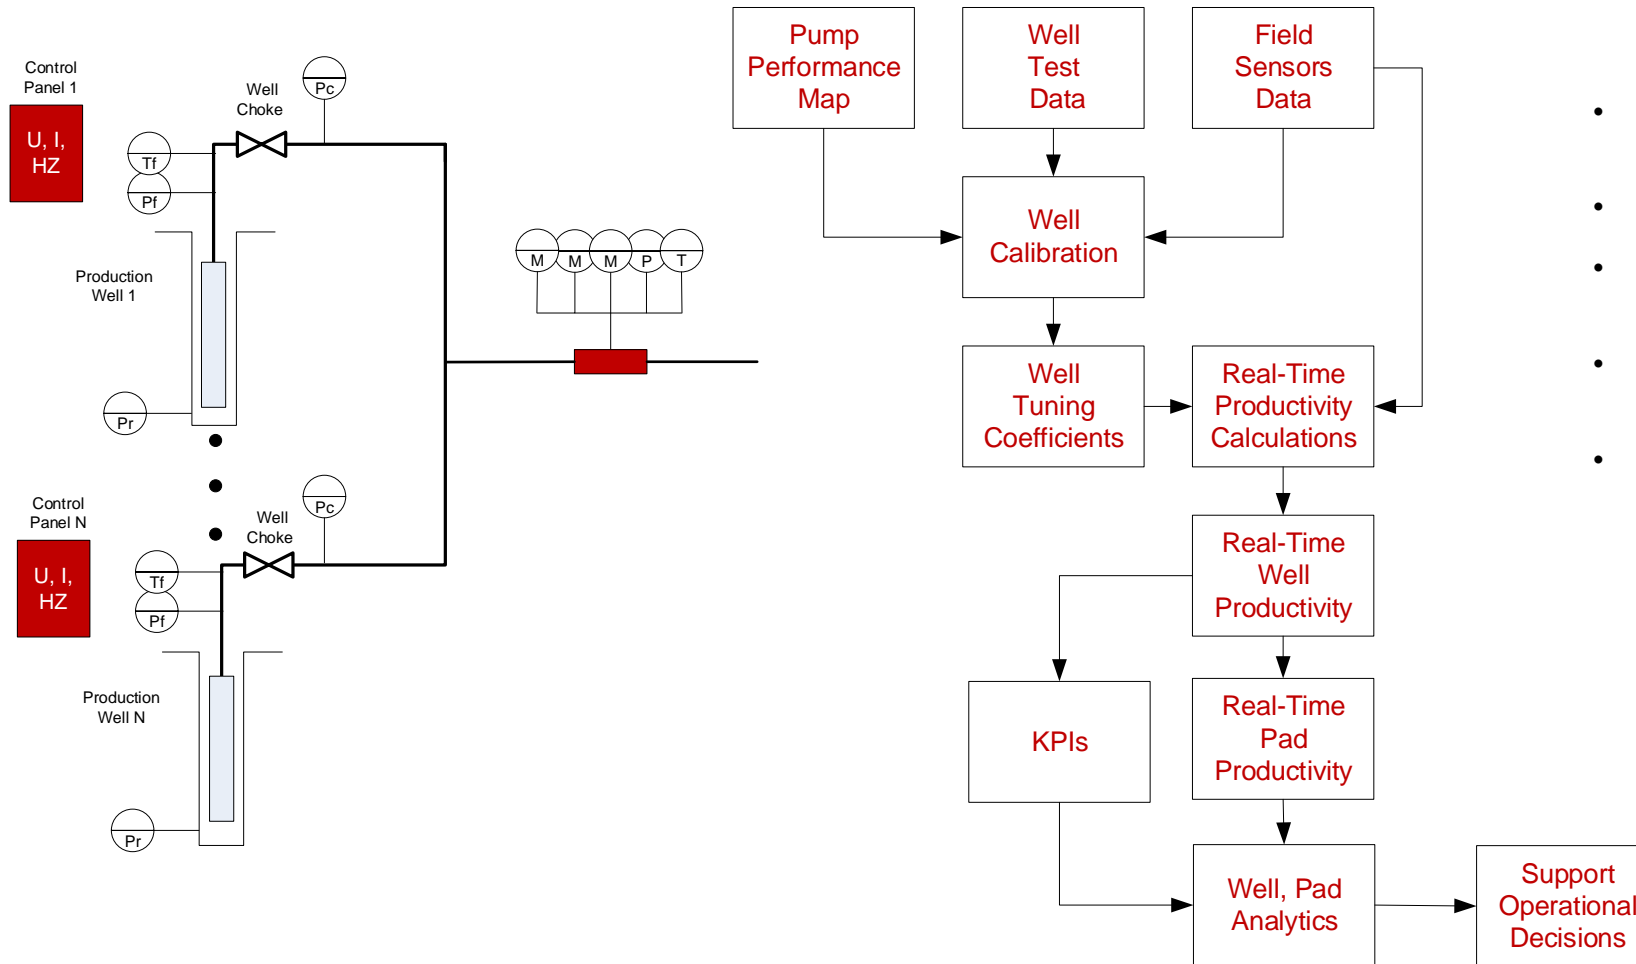 Control
Panel 1
U, I,
HZ
Well
Choke
Pc
Tf
Pf
Production
Well 1
Pr
M
M
M
P
T
Control
Panel N
U, I,
HZ
Well
Choke
Pc
Tf
Pf
Production
Well N
Pr
Pump
Performance
Map
Well
Test
Data
Field
Sensors
Data
Well
Calibration
Well
Tuning
Coefficients
Real-Time
Productivity
Calculations
Real-Time
Well
Productivity
KPIs
Real-Time
Pad
Productivity
Well, Pad
Analytics
Support
Operational
Decisions